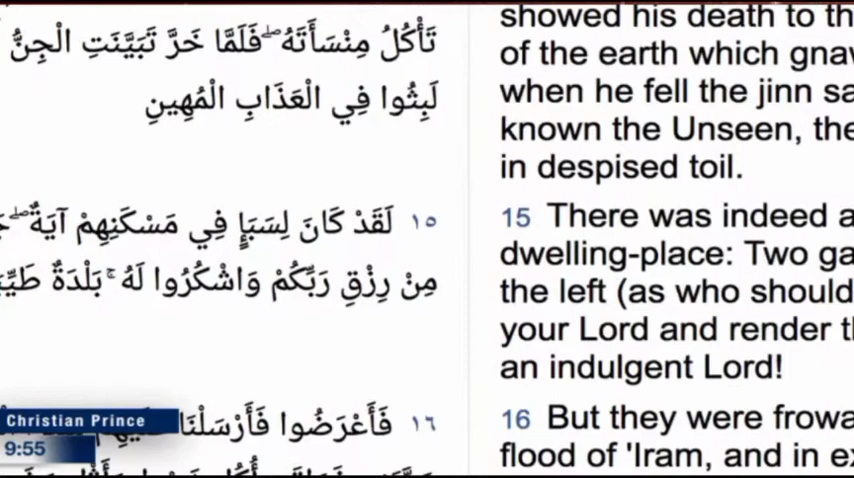 تَأْكُلُ مِنْسَأَتَهُ ۖ فَلَمَّا خَرَّ تَبَيَّنَتِ الْجِنُّ
لَبِثُوا فِي الْعَذَابِ الْمُهِينِ
١٥ لَقَدْ كَانَ لِسَبَإٍ فِي مَسْكَنِهِمْ آيَةٌ ۖ
مِنْ رِزْقِ رَبِّكُمْ وَاشْكُرُوا لَهُ ۚ بَلْدَةٌ
١٦ فَأَعْرَضُوا فَأَرْسَلْنَا
showed his death to th
of the earth which gnaw
when he fell the jinn sa
known the Unseen, the
in despised toil.
15 There was indeed a
dwelling-place: Two ga
the left (as who should
your Lord and render th
an indulgent Lord!
16 But they were frowa
flood of 'Iram, and in ex
Christian Prince
9:55